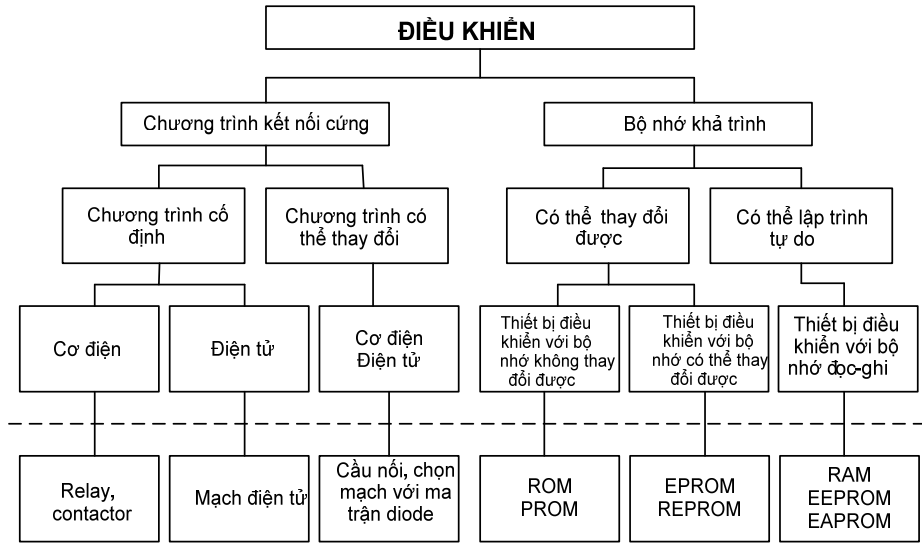 ĐIỀU KHIỂN
Chương trình kết nối cứng
Bộ nhớ khả trình
Chương trình cố
định
Chương trình có
thể thay đổi
Có thể thay đổi
được
Có thể lập trình
tự do
Cơ điện
Điện tử
Cơ điện
Điện tử
Thiết bị điều
khiển với bộ
nhớ không thay
đổi được
Thiết bị điều
khiển với bộ
nhớ có thể thay
đổi được
Thiết bị điều
khiển với bộ
nhớ đọc-ghi
Relay,
contactor
Mạch điện tử
Cầu nối, chọn
mạch với ma
trận diode
ROM
PROM
EPROM
REPROM
RAM
EEPROM
EAPROM